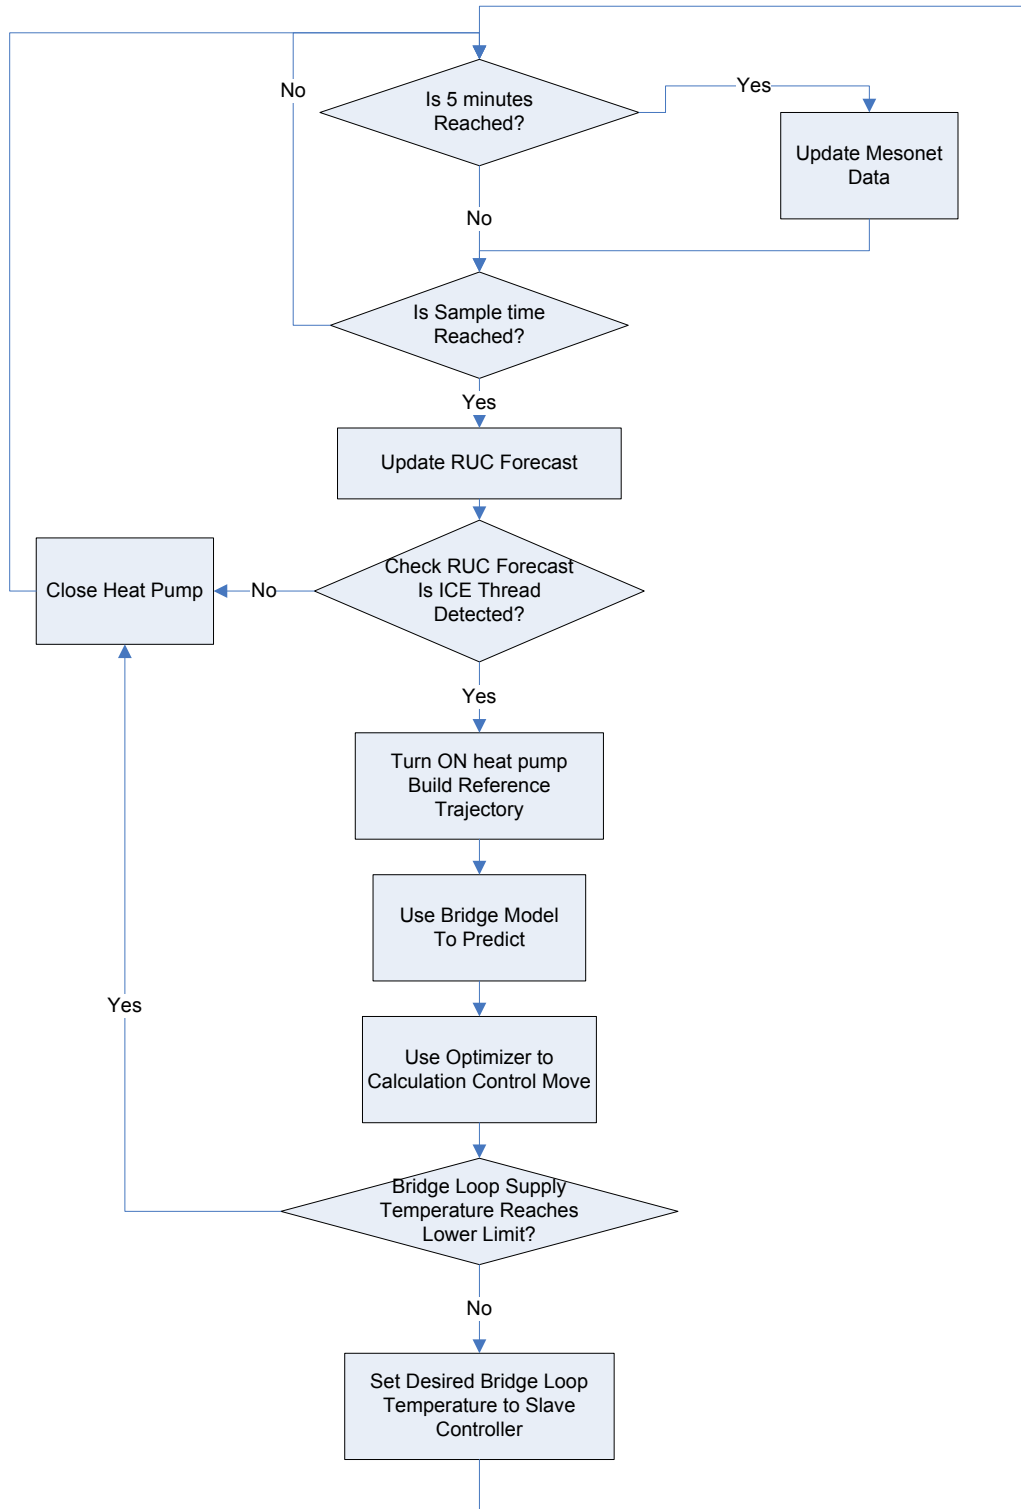 Is 5 minutes
Reached?
Yes
No
Update Mesonet
Data
No
Is Sample time
Reached?
Yes
Update RUC Forecast
Check RUC Forecast
Is ICE Thread
Detected?
No
Close Heat Pump
Yes
Turn ON heat pump
Build Reference
Trajectory
Use Bridge Model
To Predict
Yes
Use Optimizer to
Calculation Control Move
Bridge Loop Supply
Temperature Reaches
Lower Limit?
No
Set Desired Bridge Loop
Temperature to Slave
Controller